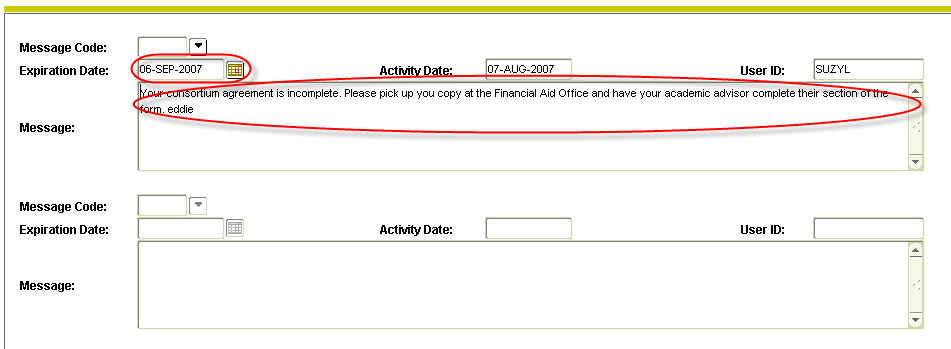 Message Code:
Expiration Date: 06-SEP-2007 Activity Date: 07-AUG-2007 User ID: SUZYL
Your consortium agreement is incomplete. Please pick up you copy at the Financial Aid Office and have your academic advisor complete their section of the
Message: form. eddie
Message Code:
Expiration Date: Activity Date: User ID:
Message: